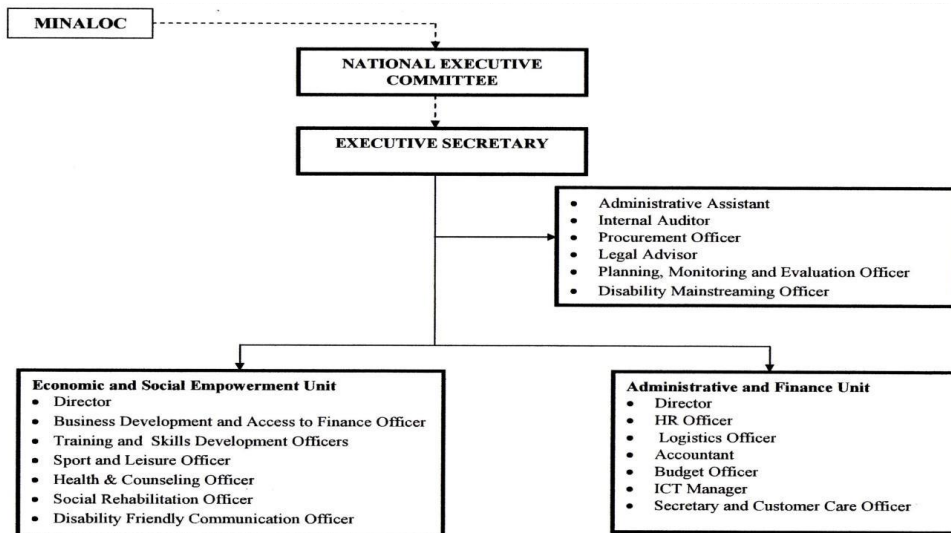 MINALOC
NATIONAL EXECUTIVE
COMMITTEE
EXECUTIVE SECRETARY
• Administrative Assistant
• Internal Auditor
• Procurement Officer
• Legal Advisor
• Planning, Monitoring and Evaluation Officer
• Disability Mainstreaming Officer
Economic and Social Empowerment Unit
• Director
• Business Development and Access to Finance Officer
• Training and Skills Development Officers
• Sport and Leisure Officer
• Health & Counseling Officer
• Social Rehabilitation Officer
• Disability Friendly Communication Officer
Administrative and Finance Unit
• Director
• HR Officer
• Logistics Officer
• Accountant
• Budget Officer
• ICT Manager
• Secretary and Customer Care Officer